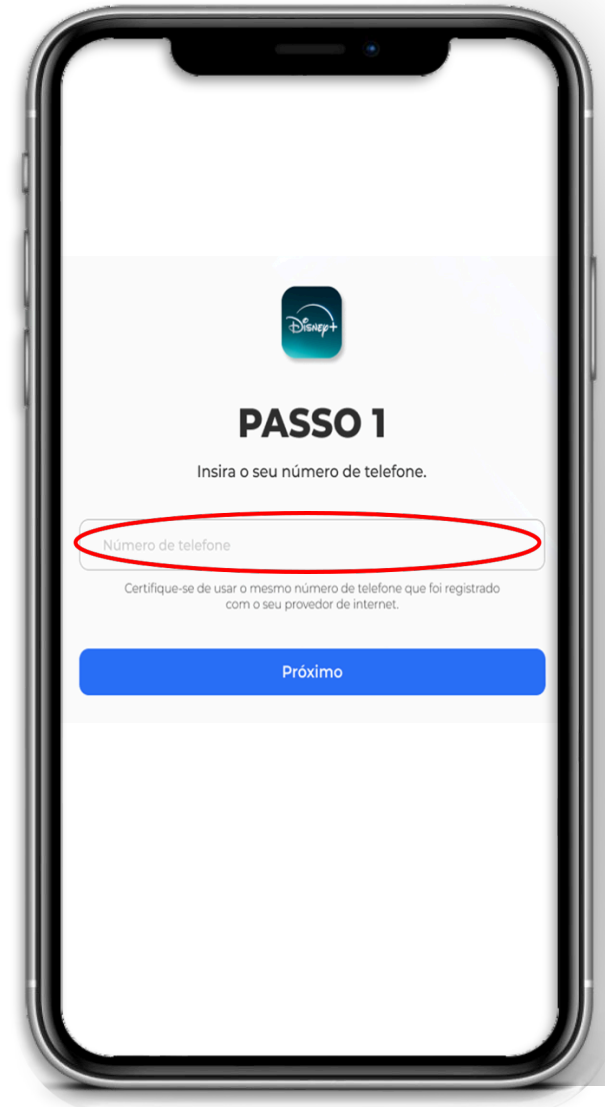 Disney+
PASSO 1
Insira o seu número de telefone.
Número de telefone
Certifique-se de usar o mesmo número de telefone que foi registrado
com o seu provedor de internet.
Próximo